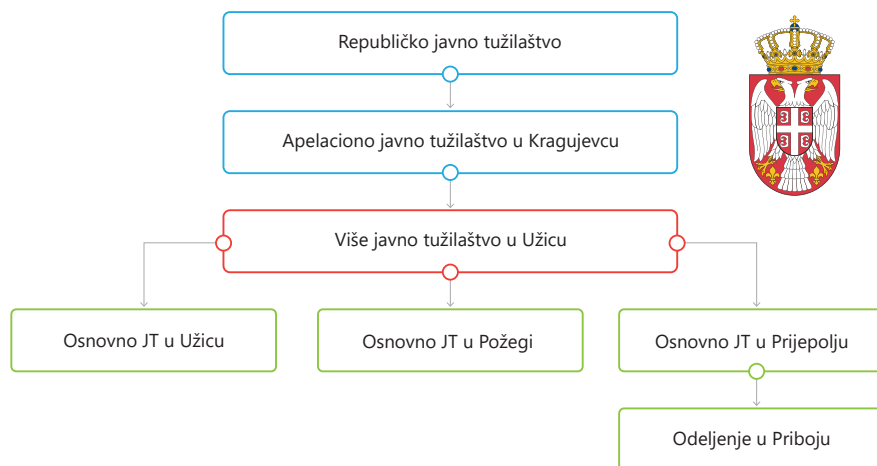 Republičko javno tužilaštvo
Apelaciono javno tužilaštvo u Kragujevcu
Više javno tužilaštvo u Užicu
Osnovno JT u Užicu
Osnovno JT u Požegi
Osnovno JT u Prijepolju
Odeljenje u Priboju